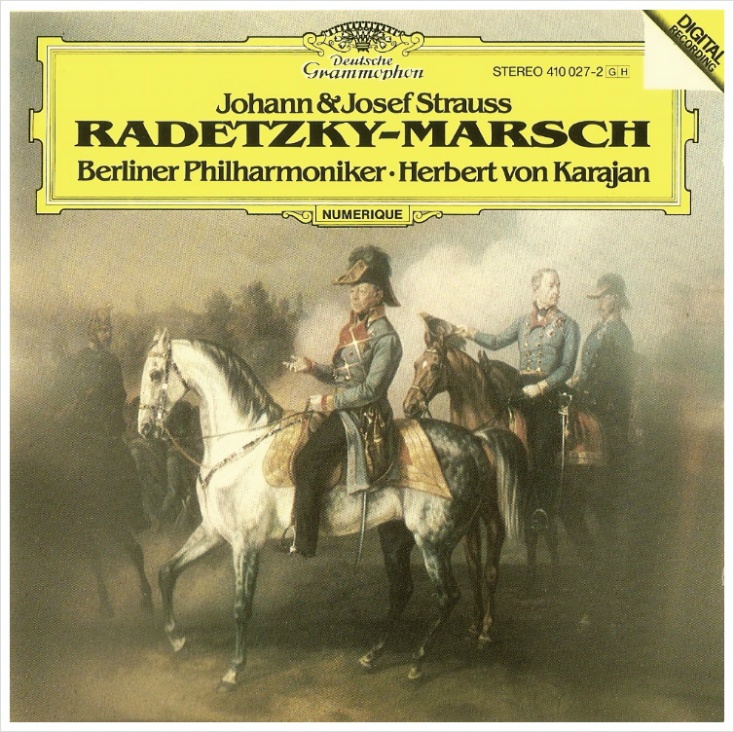 Deutsche
Grammophon
STEREO 410 027-2 G H
DIGITAL
RECORDING
Johann & Josef Strauss
RADETZKY-MARSCH
Berliner Philharmoniker · Herbert von Karajan
NUMERIQUE